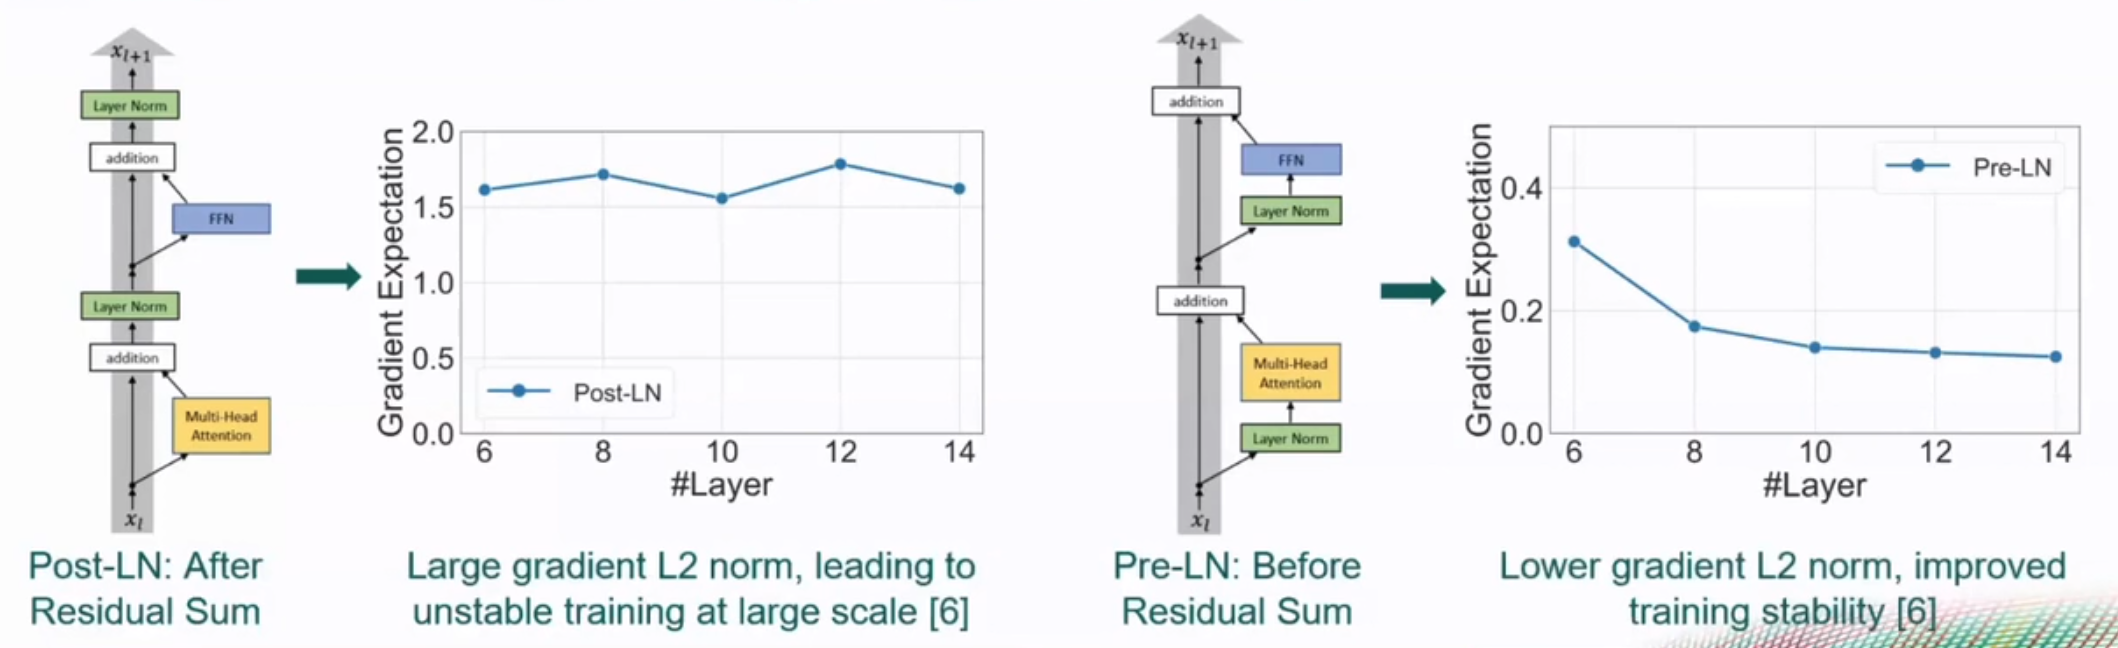 x_{l+1}
Layer Norm
addition
FFN
Layer Norm
addition
Multi-Head
Attention
x_l
Post-LN: After
Residual Sum
Gradient Expectation
2.0
1.5
1.0
0.5
0.0
Post-LN
6 8 10 12 14
#Layer
Large gradient L2 norm, leading to
unstable training at large scale [6]
x_{l+1}
addition
FFN
Layer Norm
addition
Multi-Head
Attention
Layer Norm
x_l
Pre-LN: Before
Residual Sum
Gradient Expectation
0.4
0.2
0.0
Pre-LN
6 8 10 12 14
#Layer
Lower gradient L2 norm, improved
training stability [6]